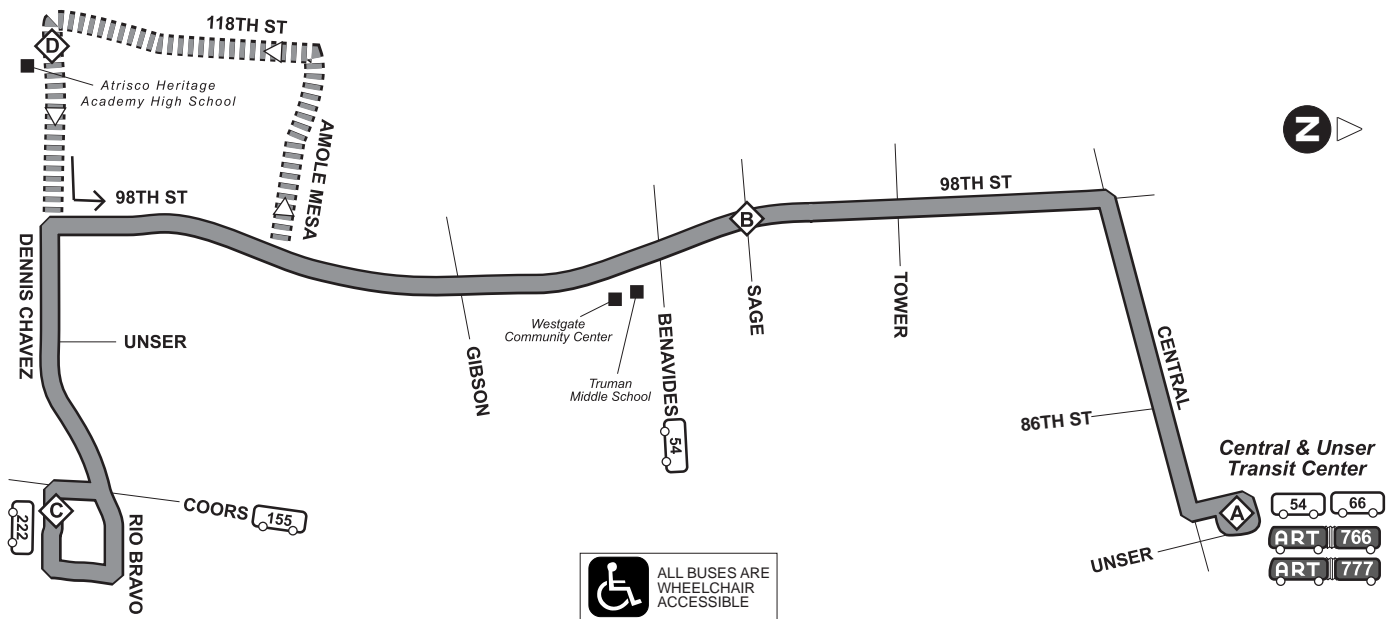 118TH ST
D
Atrisco Heritage
Academy High School
AMOLE MESA
N
98TH ST
98TH ST
B
DENNIS CHAVEZ
UNSER
GIBSON
Westgate
Community Center
Truman
Middle School
BENAVIDES
54
SAGE
TOWER
CENTRAL
86TH ST
Central & Unser
Transit Center
A
54
66
ART 766
ART 777
UNSER
C
222
COORS
155
RIO BRAVO
ALL BUSES ARE
WHEELCHAIR
ACCESSIBLE